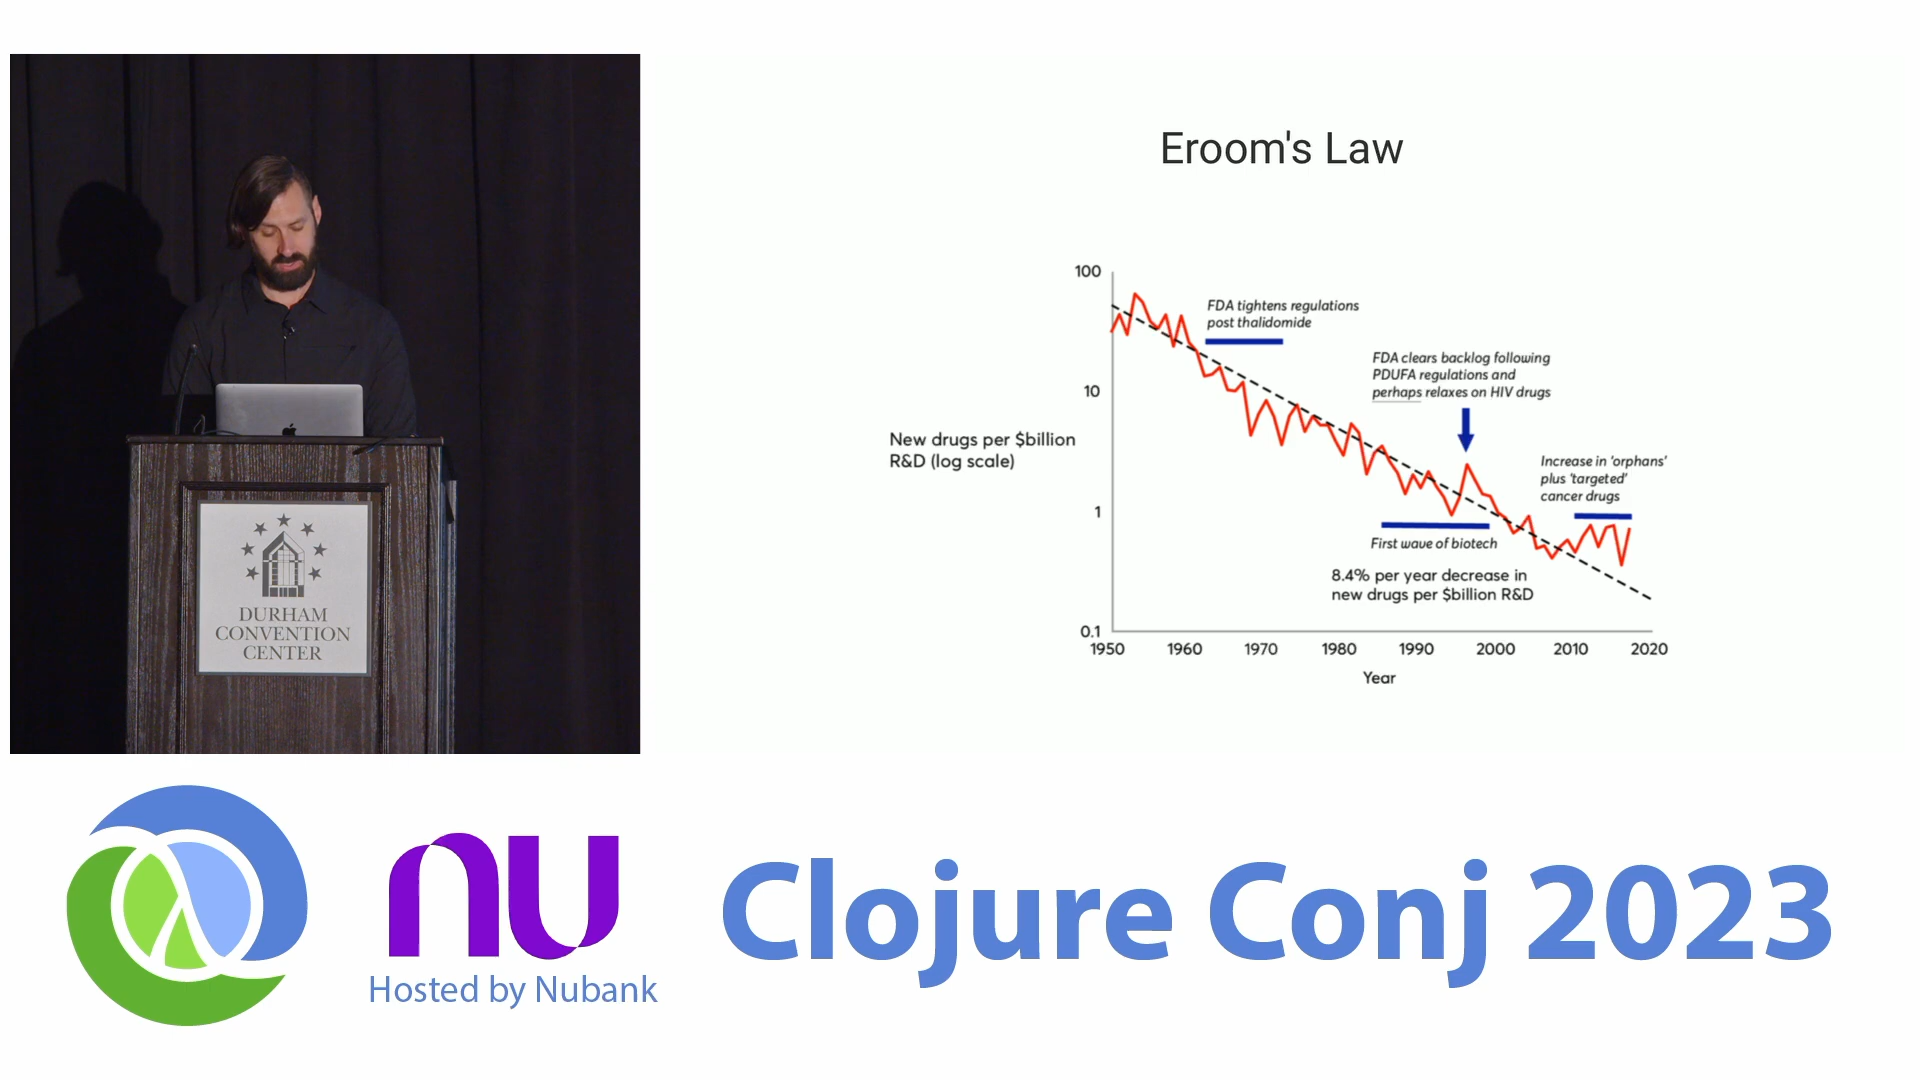 Eroom's Law
100
10
1
0.1
New drugs per $billion
R&D (log scale)
FDA tightens regulations
post thalidomide
FDA clears backlog following
PDUFA regulations and
perhaps relaxes on HIV drugs
Increase in 'orphans'
plus 'targeted'
cancer drugs
First wave of biotech
8.4% per year decrease in
new drugs per $billion R&D
1950 1960 1970 1980 1990 2000 2010 2020
Year
DURHAM
CONVENTION
CENTER
nu
Hosted by Nubank
Clojure Conj 2023